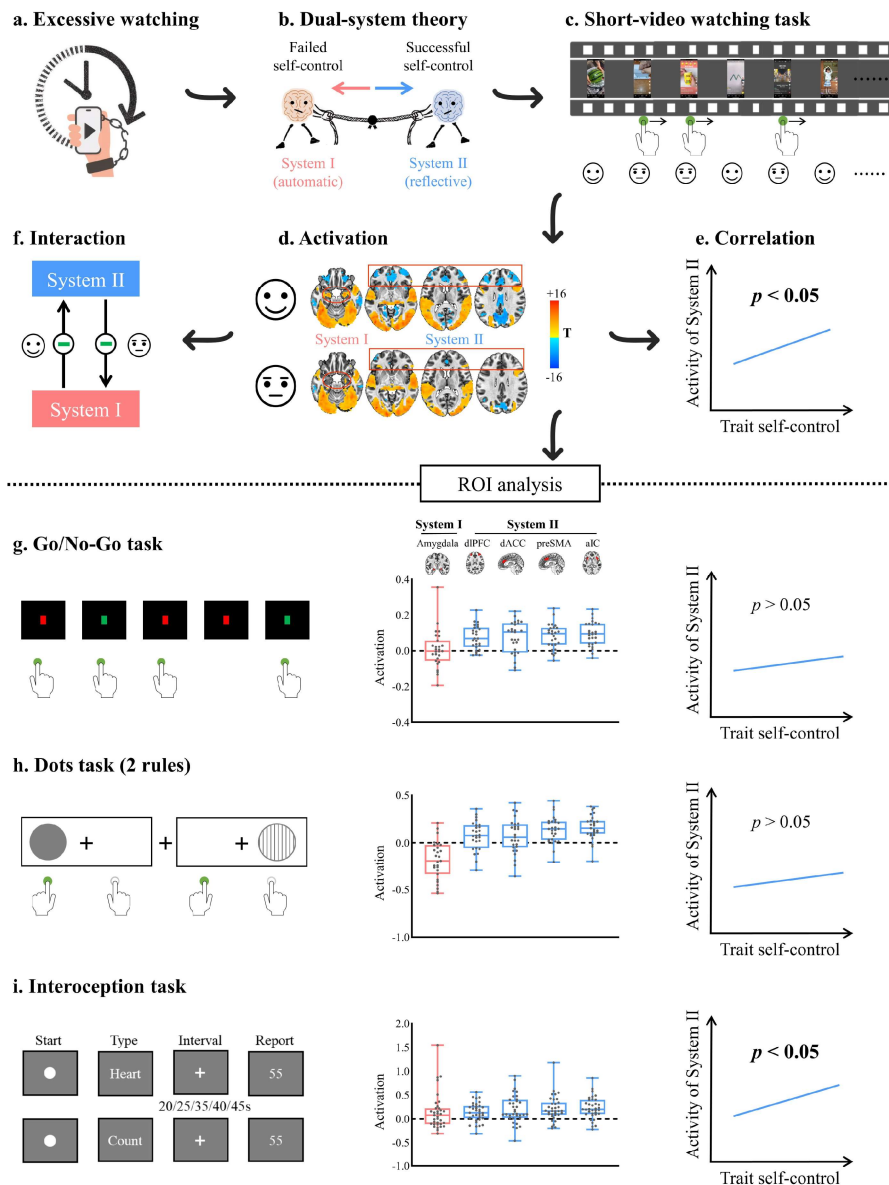 a. Excessive watching
b. Dual-system theory
c. Short-video watching task
Failed
self-control
Successful
self-control
System I
(automatic)
System II
(reflective)
......
......
f. Interaction
d. Activation
e. Correlation
System II
System I
System I
System II
+16
T
-16
Activity of System II
p < 0.05
Trait self-control
ROI analysis
g. Go/No-Go task
System I
System II
Amygdala
dlPFC
dACC
preSMA
aIC
Activation
0.4
0.2
0.0
0.2
-0.4
Activity of System II
p > 0.05
Trait self-control
h. Dots task (2 rules)
+
+
+
Activation
0.5
0.0
-0.5
-1.0
Activity of System II
p > 0.05
Trait self-control
i. Interoception task
Start
Type
Interval
Report
Heart
+
55
20/25/35/40/45s
Count
+
55
Activation
2.0
1.5
1.0
0.5
0.0
-0.5
-1.0
Activity of System II
p < 0.05
Trait self-control